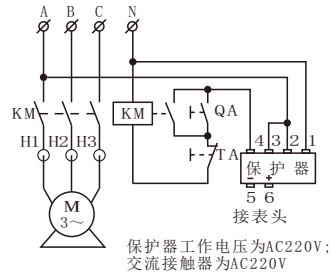 A B C N
KM KM QA
H1 H2 H3 TA
4 3 2 1
保护器
- +
5 6
M
3~
接表头
保护器工作电压为AC220V;
交流接触器为AC220V